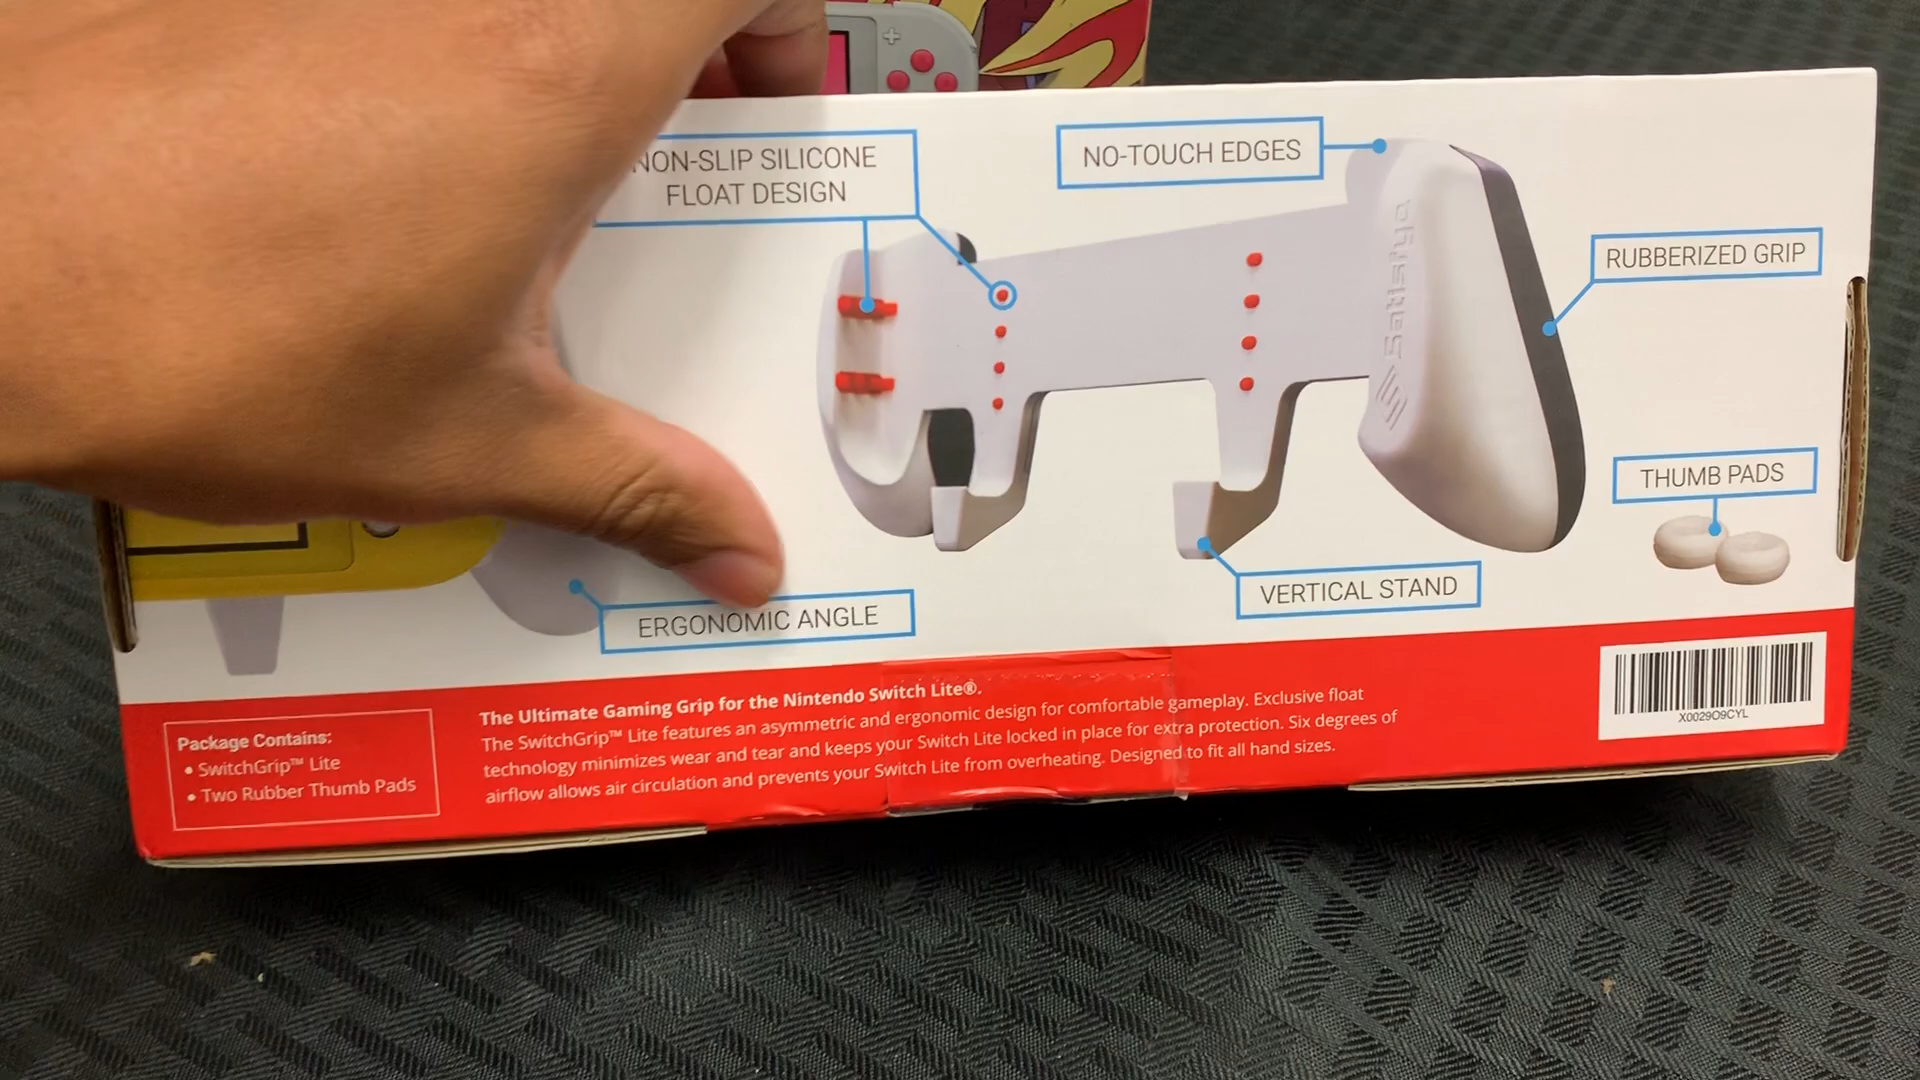 NON-SLIP SILICONE
FLOAT DESIGN
NO-TOUCH EDGES
Satisfye
RUBBERIZED GRIP
THUMB PADS
VERTICAL STAND
ERGONOMIC ANGLE
Package Contains:
• SwitchGrip™ Lite
• Two Rubber Thumb Pads
The Ultimate Gaming Grip for the Nintendo Switch Lite®.
The SwitchGrip™ Lite features an asymmetric and ergonomic design for comfortable gameplay. Exclusive float
technology minimizes wear and tear and keeps your Switch Lite locked in place for extra protection. Six degrees of
airflow allows air circulation and prevents your Switch Lite from overheating. Designed to fit all hand sizes.
X0029O9CYL